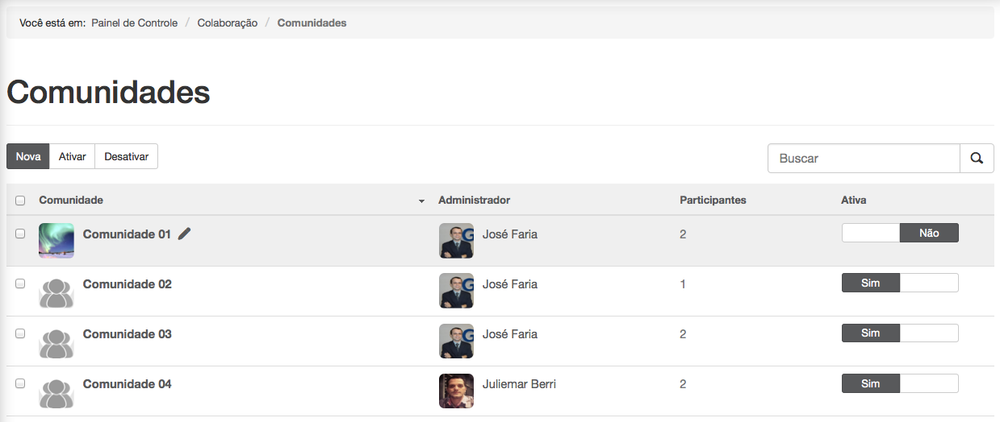 Você está em: Painel de Controle / Colaboração / Comunidades
Comunidades
Nova Ativar Desativar Buscar
Comunidade Administrador Participantes Ativa
Comunidade 01 José Faria 2 Não
Comunidade 02 José Faria 1 Sim
Comunidade 03 José Faria 2 Sim
Comunidade 04 Juliemar Berri 2 Sim